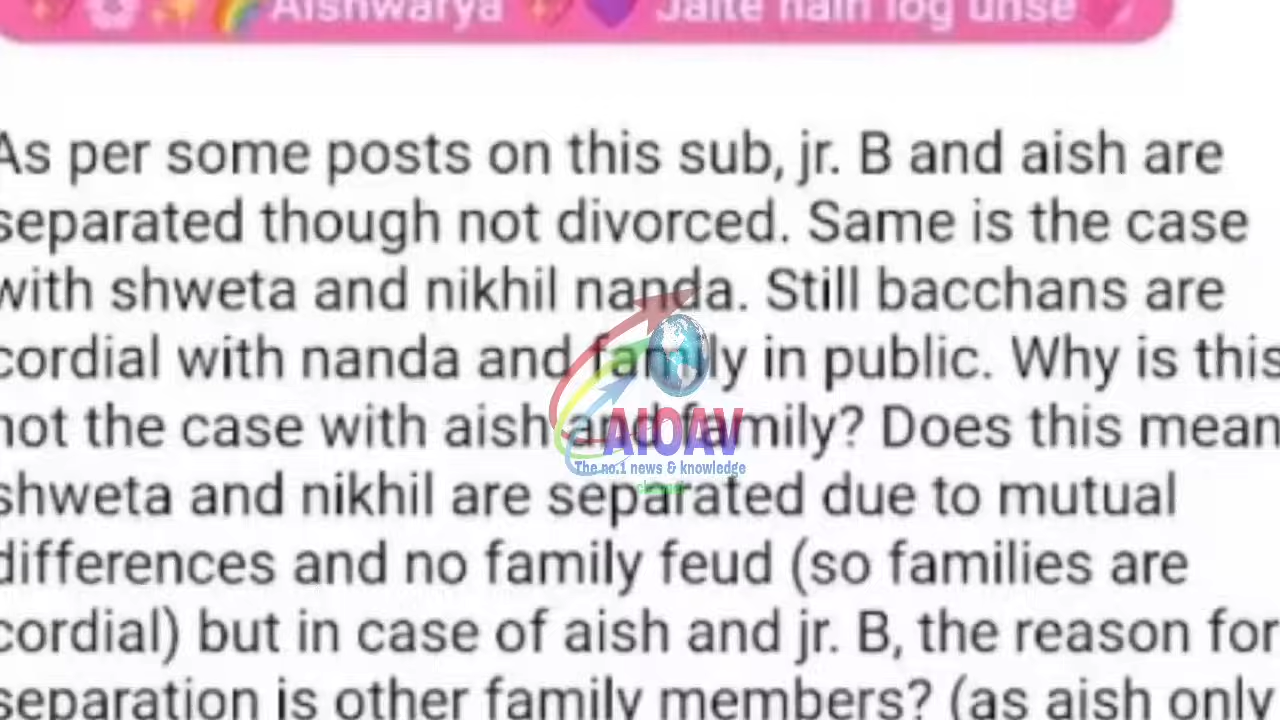 Aishwarya Jalte hain log unse
As per some posts on this sub, jr. B and aish are
separated though not divorced. Same is the case
with shweta and nikhil nanda. Still bacchans are
cordial with nanda and family in public. Why is this
not the case with aish and family? Does this mean
shweta and nikhil are separated due to mutual
differences and no family feud (so families are
cordial) but in case of aish and jr. B, the reason for
separation is other family members? (as aish only
AIOAV
The no.1 news & knowledge
channel